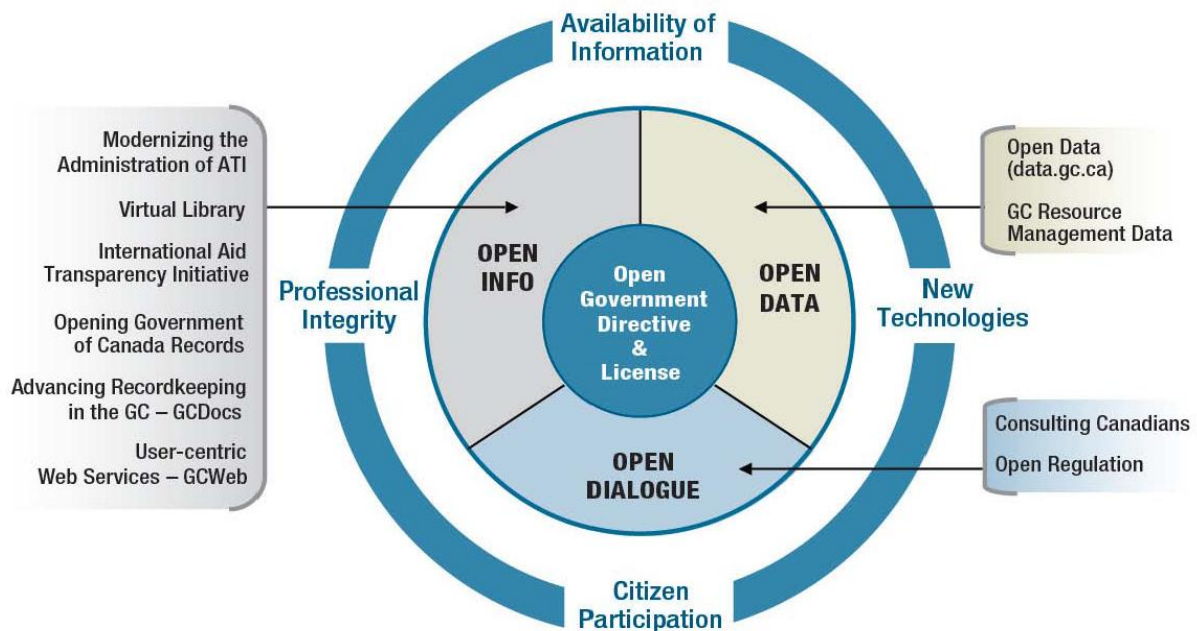 Availability of
Information
Modernizing the
Administration of ATI
Virtual Library
International Aid
Transparency Initiative
Opening Government
of Canada Records
Advancing Recordkeeping
in the GC – GCDocs
User-centric
Web Services – GCWeb
Professional
Integrity
OPEN
INFO
Open
Government
Directive
&
License
OPEN
DATA
OPEN
DIALOGUE
New
Technologies
Open Data
(data.gc.ca)
GC Resource
Management Data
Consulting Canadians
Open Regulation
Citizen
Participation